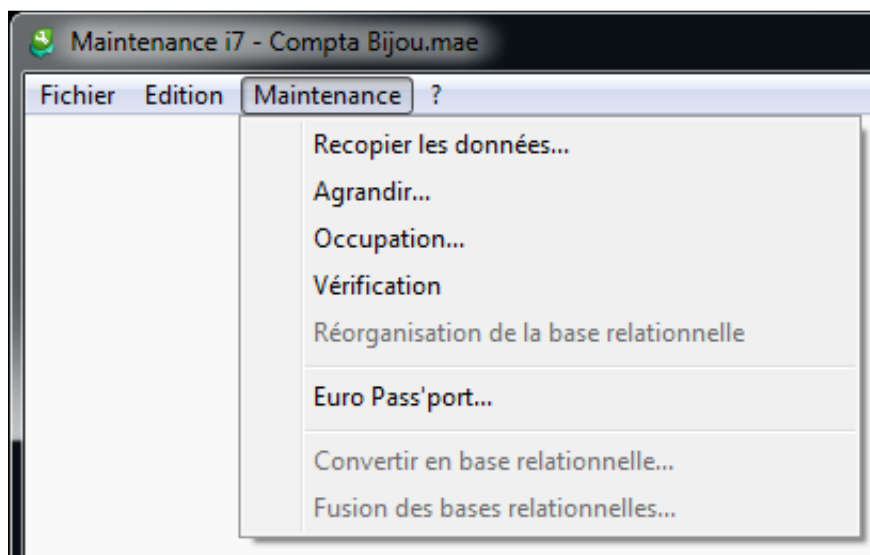 Maintenance i7 - Compta Bijou.mae
Fichier Edition Maintenance ?
Recopier les données...
Agrandir...
Occupation...
Vérification
Réorganisation de la base relationnelle
Euro Pass'port...
Convertir en base relationnelle...
Fusion des bases relationnelles...